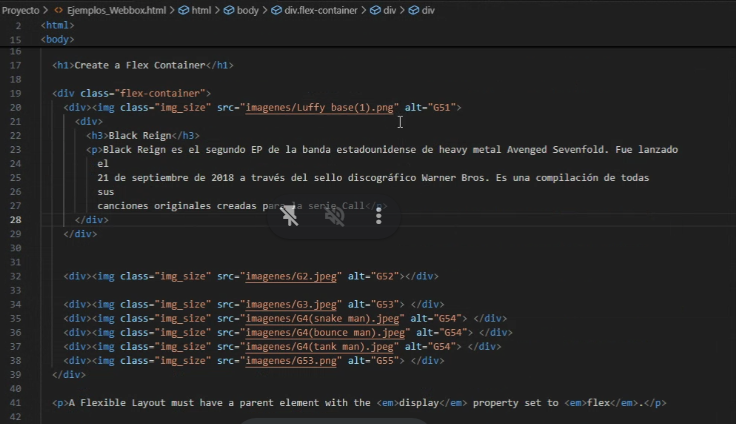 Proyecto > Ejemplos_Webbox.html > html > body > div.flex-container > div > div
2 <html>
15 <body>
16
17 <h1>Create a Flex Container</h1>
18
19 <div class="flex-container">
20 <div><img class="img_size" src="imagenes/Luffy base(1).png" alt="G51">
21 <div>
22 <h3>Black Reign</h3>
23 <p>Black Reign es el segundo EP de la banda estadounidense de heavy metal Avenged Sevenfold. Fue lanzado
24 el
25 21 de septiembre de 2018 a través del sello discográfico Warner Bros. Es una compilación de todas
26 sus
27 canciones originales creadas para la serie Call</p>
28 </div>
29 </div>
30
31
32 <div><img class="img_size" src="imagenes/G2.jpeg" alt="G52"></div>
33
34 <div><img class="img_size" src="imagenes/G3.jpeg" alt="G53"> </div>
35 <div><img class="img_size" src="imagenes/G4(snake man).jpeg" alt="G54"> </div>
36 <div><img class="img_size" src="imagenes/G4(bounce man).jpeg" alt="G54"> </div>
37 <div><img class="img_size" src="imagenes/G4(tank man).jpeg" alt="G54"> </div>
38 <div><img class="img_size" src="imagenes/G53.png" alt="G55"> </div>
39 </div>
40
41 <p>A Flexible Layout must have a parent element with the <em>display</em> property set to <em>flex</em>.</p>
42